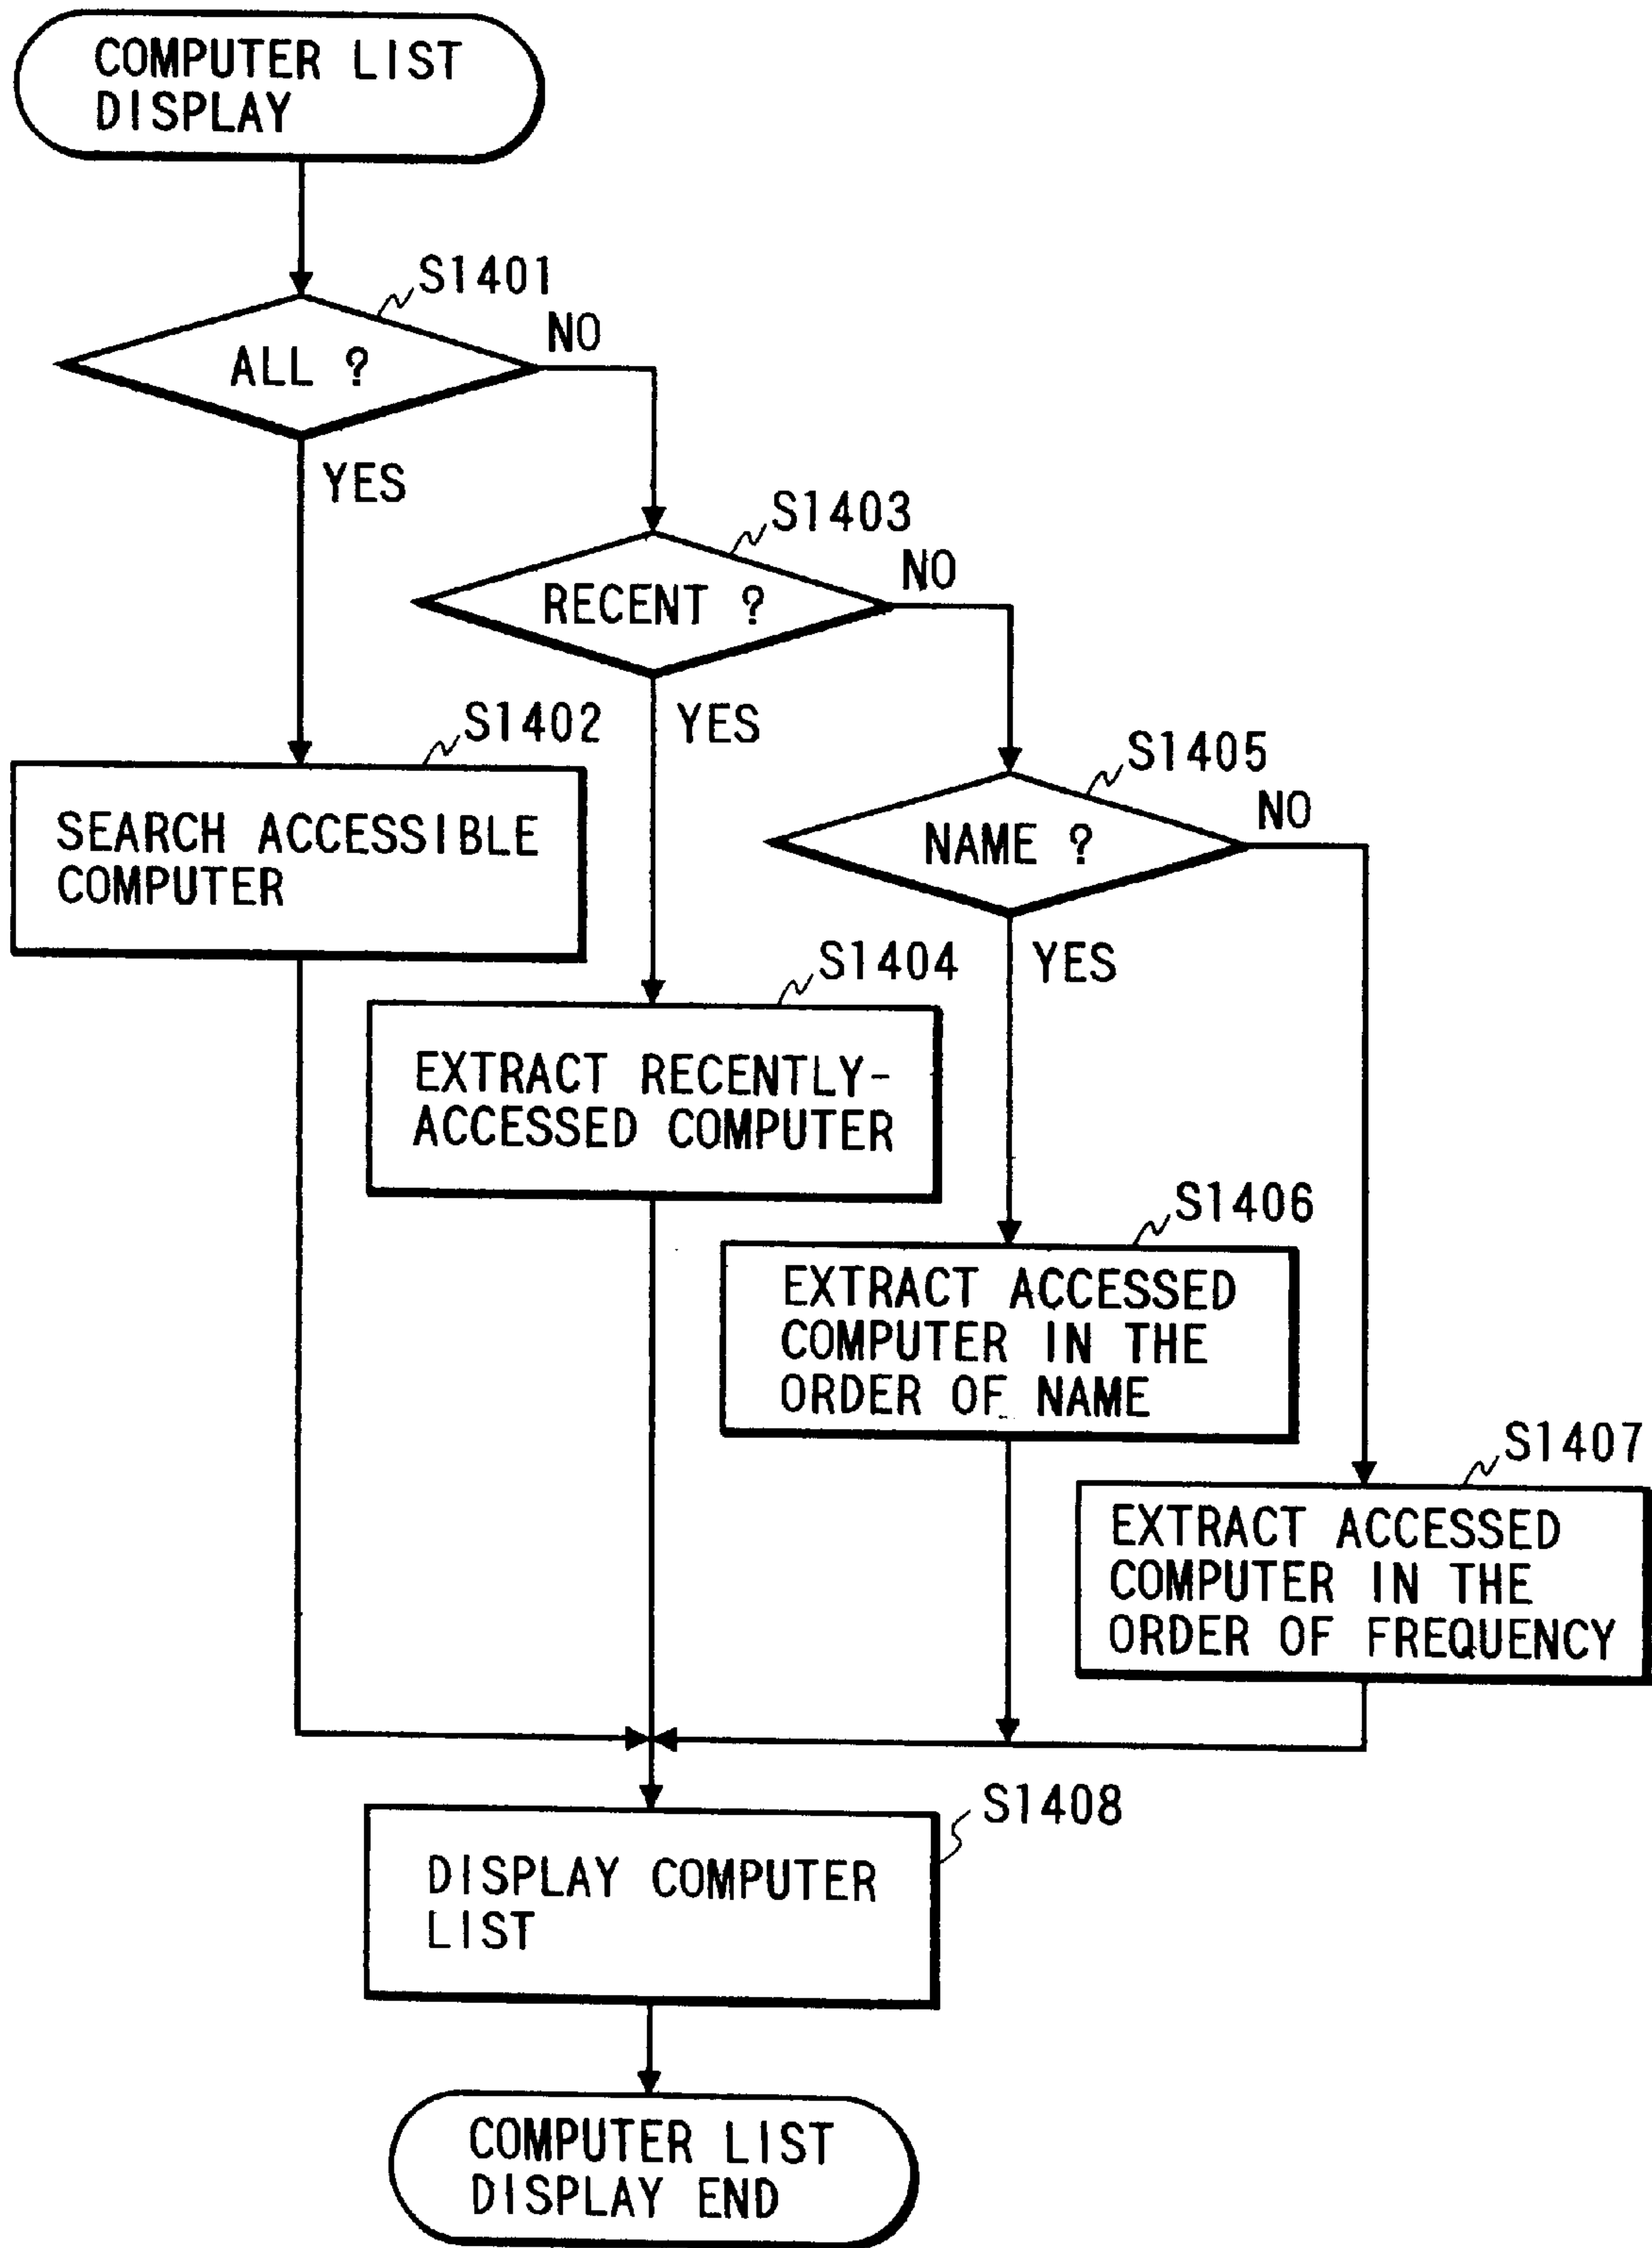 COMPUTER LIST
DISPLAY
S1401
ALL ?
NO
YES
S1403
RECENT ?
NO
YES
S1402
SEARCH ACCESSIBLE
COMPUTER
S1405
NAME ?
NO
YES
S1404
EXTRACT RECENTLY-
ACCESSED COMPUTER
S1406
EXTRACT ACCESSED
COMPUTER IN THE
ORDER OF NAME
S1407
EXTRACT ACCESSED
COMPUTER IN THE
ORDER OF FREQUENCY
S1408
DISPLAY COMPUTER
LIST
COMPUTER LIST
DISPLAY END